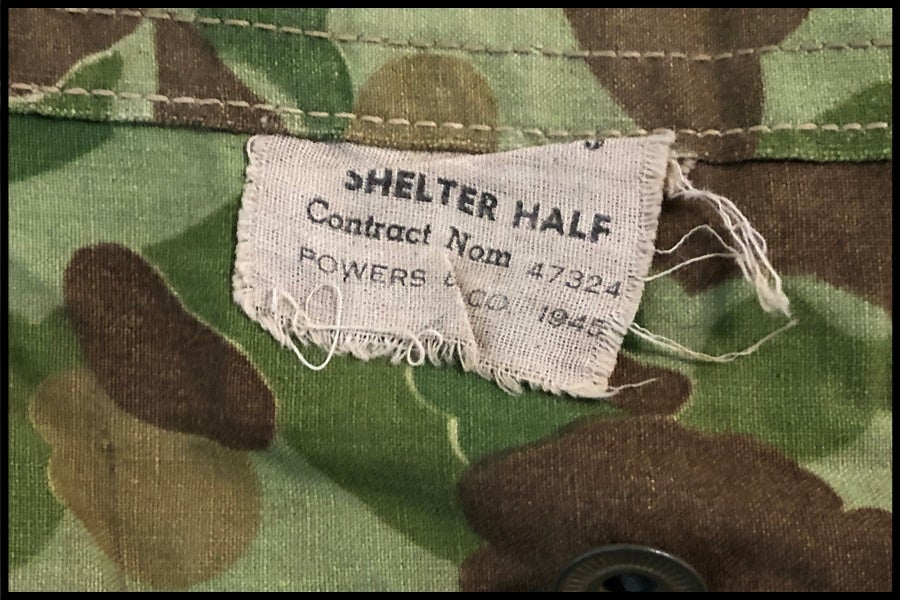 SHELTER HALF
Contract Nom 47324
POWERS & CO. 1945